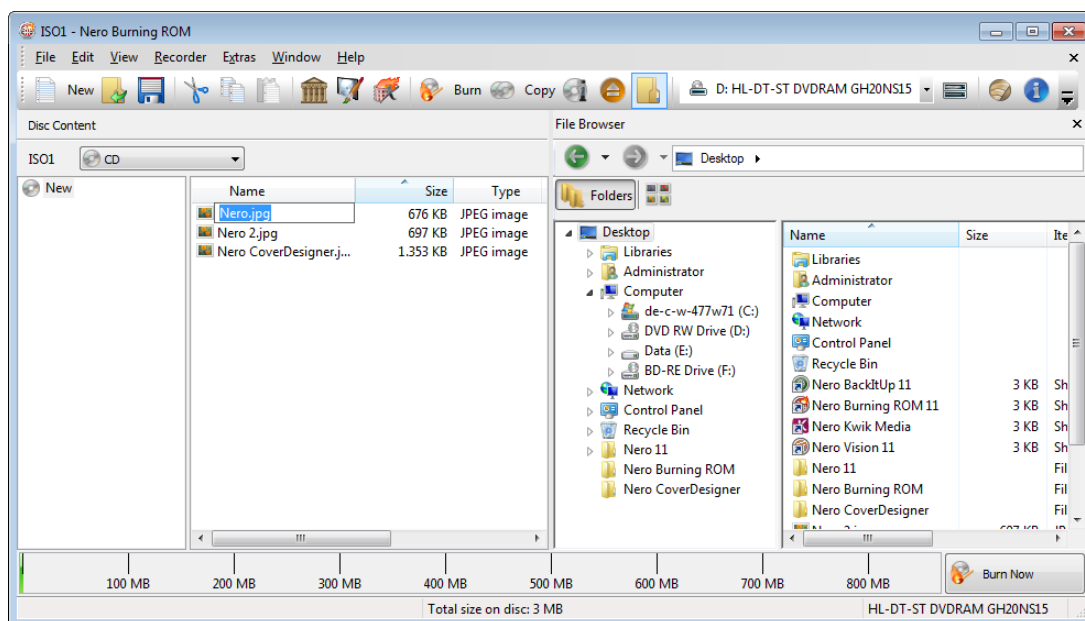 ISO1 - Nero Burning ROM
File Edit View Recorder Extras Window Help
New Burn Copy D: HL-DT-ST DVDRAM GH20NS15
Disc Content
ISO1 CD
New
Name Size Type
Nero.jpg 676 KB JPEG image
Nero 2.jpg 697 KB JPEG image
Nero CoverDesigner.j... 1.353 KB JPEG image
File Browser
Desktop
Folders
Desktop
Libraries
Administrator
Computer
de-c-w-477w71 (C:)
DVD RW Drive (D:)
Data (E:)
BD-RE Drive (F:)
Network
Control Panel
Recycle Bin
Nero 11
Nero Burning ROM
Nero CoverDesigner
Name Size Ite
Libraries
Administrator
Computer
Network
Control Panel
Recycle Bin
Nero BackItUp 11 3 KB Sh
Nero Burning ROM 11 3 KB Sh
Nero Kwik Media 3 KB Sh
Nero Vision 11 3 KB Sh
Nero 11 Fil
Nero Burning ROM Fil
Nero CoverDesigner Fil
100 MB 200 MB 300 MB 400 MB 500 MB 600 MB 700 MB 800 MB
Burn Now
Total size on disc: 3 MB HL-DT-ST DVDRAM GH20NS15